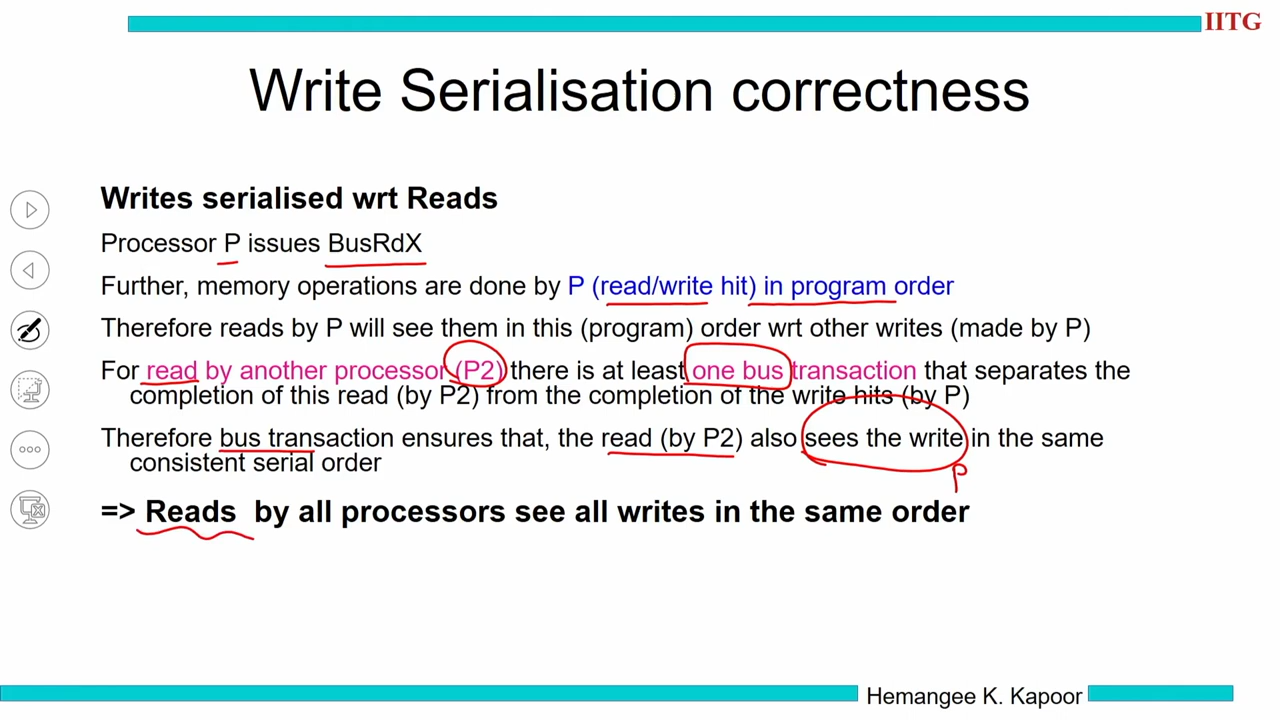 IITG
Write Serialisation correctness
Writes serialised wrt Reads
Processor P issues BusRdX
Further, memory operations are done by P (read/write hit) in program order
Therefore reads by P will see them in this (program) order wrt other writes (made by P)
For read by another processor (P2) there is at least one bus transaction that separates the
completion of this read (by P2) from the completion of the write hits (by P)
Therefore bus transaction ensures that, the read (by P2) also sees the write in the same
consistent serial order
P
=> Reads by all processors see all writes in the same order
Hemangee K. Kapoor